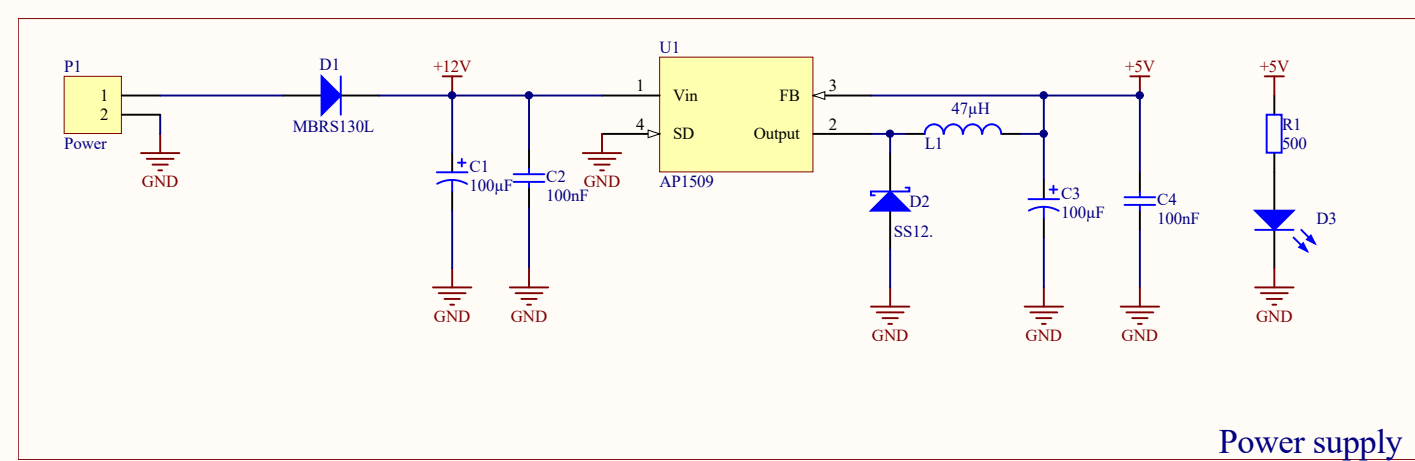 P1
1
2
Power
GND
D1
MBRS130L
+12V
C1
100µF
GND
C2
100nF
GND
GND
U1
1
Vin
4
SD
FB
3
Output
2
AP1509
47µH
L1
D2
SS12.
GND
C3
100µF
GND
+5V
C4
100nF
GND
+5V
R1
500
D3
GND
Power supply